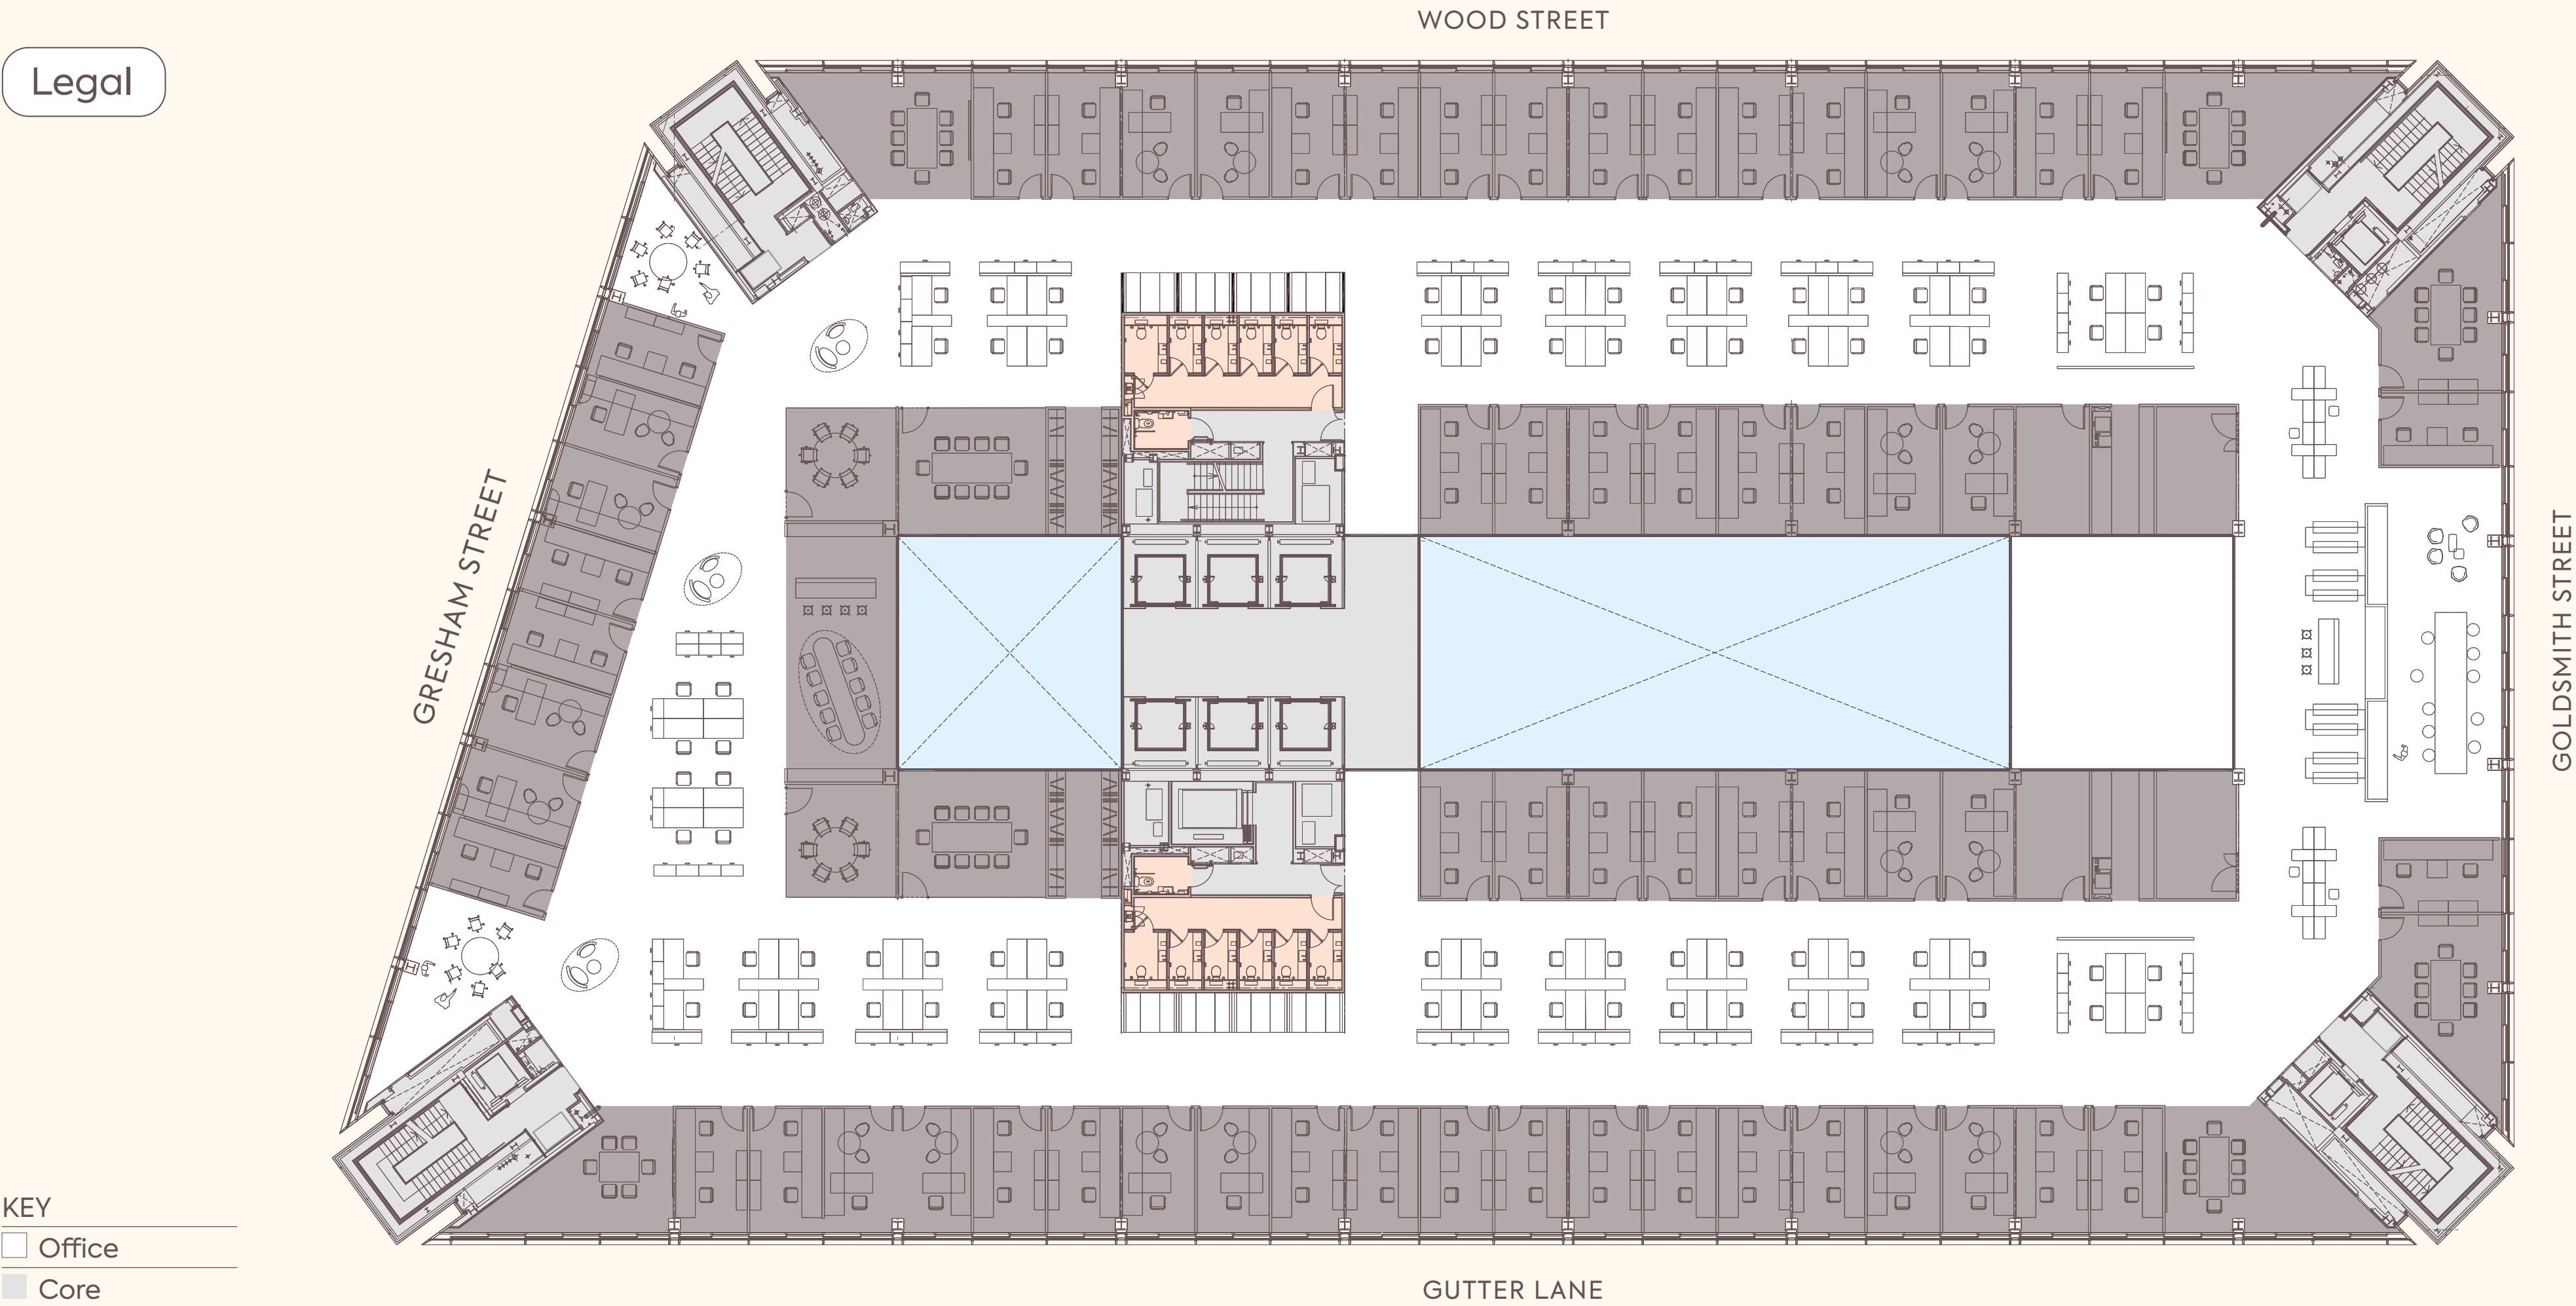 WOOD STREET
Legal
GRESHAM STREET
GOLDSMITH STREET
KEY
Office
Core
GUTTER LANE